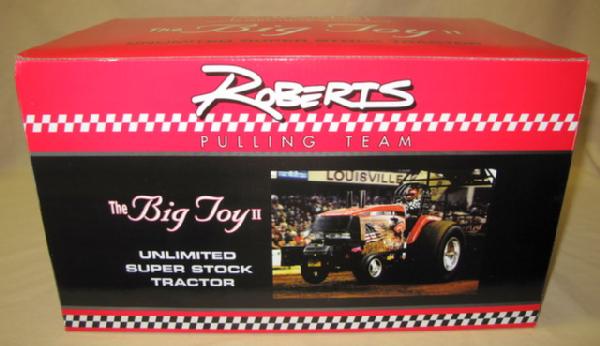 The Big Toy II
UNLIMITED SUPER STOCK TRACTOR
ROBERTS
PULLING TEAM
LOUISVILLE
The Big Toy II
UNLIMITED
SUPER STOCK
TRACTOR